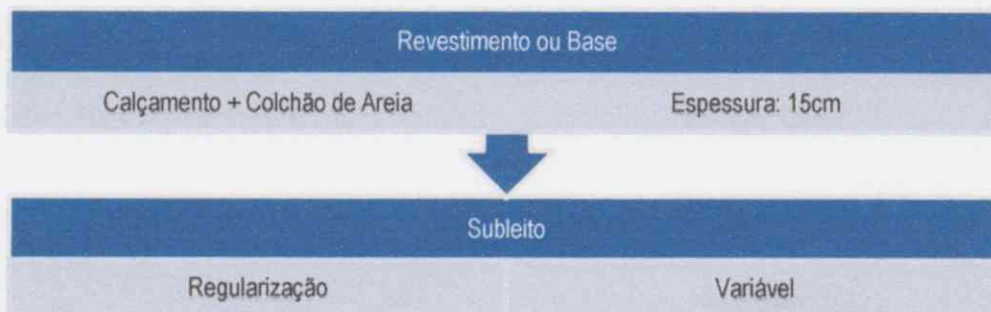 Revestimento ou Base
Calçamento + Colchão de Areia Espessura: 15cm
Subleito
Regularização Variável